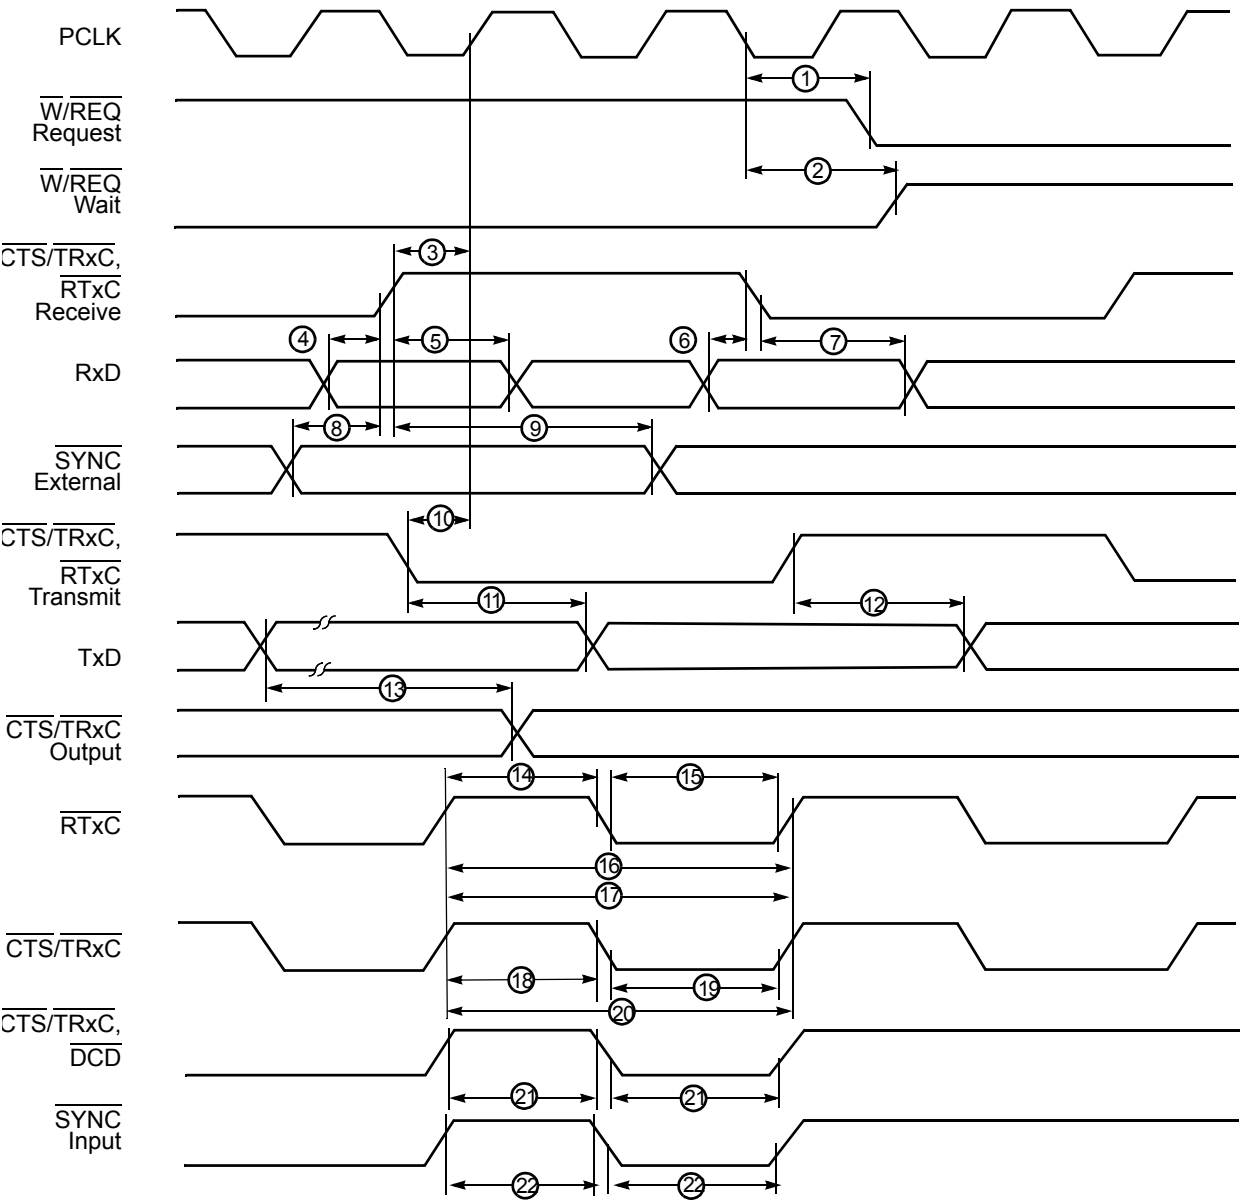 PCLK
1
W/REQ
Request
2
W/REQ
Wait
3
CTS/TRxC,
RTxC
Receive
4
5
6
7
RxD
8
9
SYNC
External
10
CTS/TRxC,
RTxC
Transmit
11
12
TxD
13
CTS/TRxC
Output
14
15
RTxC
16
17
CTS/TRxC
18
19
20
CTS/TRxC,
DCD
21
21
SYNC
Input
22
22